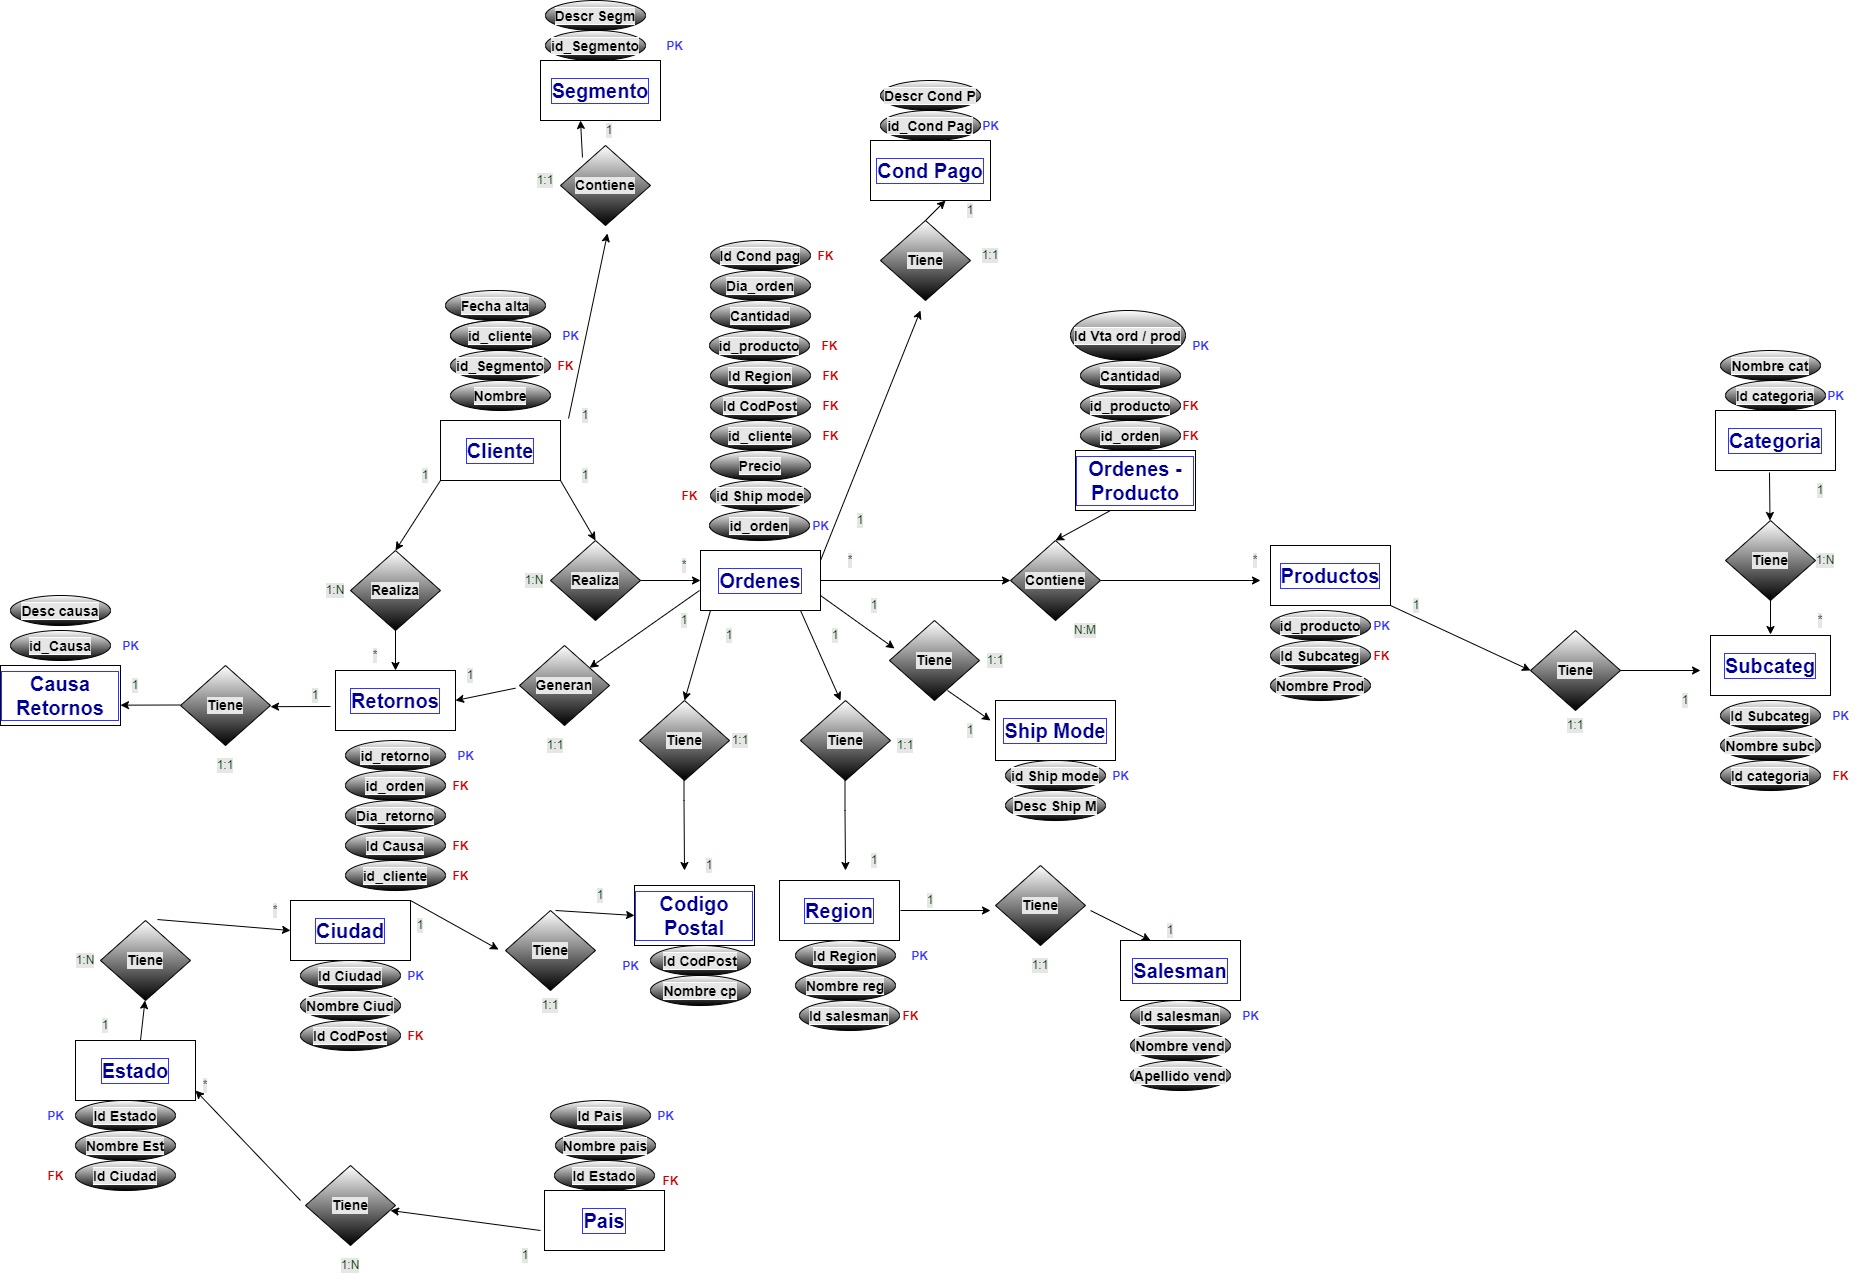 Descr Segm
id_Segmento PK
Segmento
1
1:1
Contiene
Descr Cond P
id_Cond Pag PK
Cond Pago
1
Tiene
1:1
Id Cond pag FK
Dia_orden
Cantidad
id_producto FK
Id Region FK
Id CodPost FK
id_cliente FK
Precio
FK id Ship mode
id_orden PK
Fecha alta
id_cliente PK
id_Segmento FK
Nombre
1
Cliente
1
1
Id Vta ord / prod
PK
Cantidad
id_producto FK
id_orden FK
Ordenes -
Producto
Nombre cat
Id categoria PK
Categoria
1
Tiene
1:N
*
1:N
Realiza
*
1:N
Realiza
*
Ordenes
1
*
Contiene
N:M
*
Productos
id_producto PK
Id Subcateg FK
Nombre Prod
1
Tiene
1:1
1
Subcateg
Id Subcateg PK
Nombre subc
Id categoria FK
Desc causa
id_Causa PK
Causa
Retornos
1
Tiene
1:1
1
Retornos
1
Generan
1:1
1
id_retorno PK
id_orden FK
Dia_retorno
Id Causa FK
id_cliente FK
1
Tiene
1:1
1
1
Tiene
1:1
1
1
Tiene
1:1
1
Ship Mode
id Ship mode PK
Desc Ship M
Codigo
Postal
PK Id CodPost
Nombre cp
Region
Id Region PK
Nombre reg
Id salesman FK
1
Tiene
1:1
1
Salesman
Id salesman PK
Nombre vend
Apellido vend
1:N
Tiene
*
Ciudad
1
Tiene
1:1
1
Id Ciudad PK
Nombre Ciud
Id CodPost FK
1
Estado
*
PK Id Estado
Nombre Est
FK Id Ciudad
Tiene
1:N
Id Pais PK
Nombre pais
Id Estado FK
Pais
1